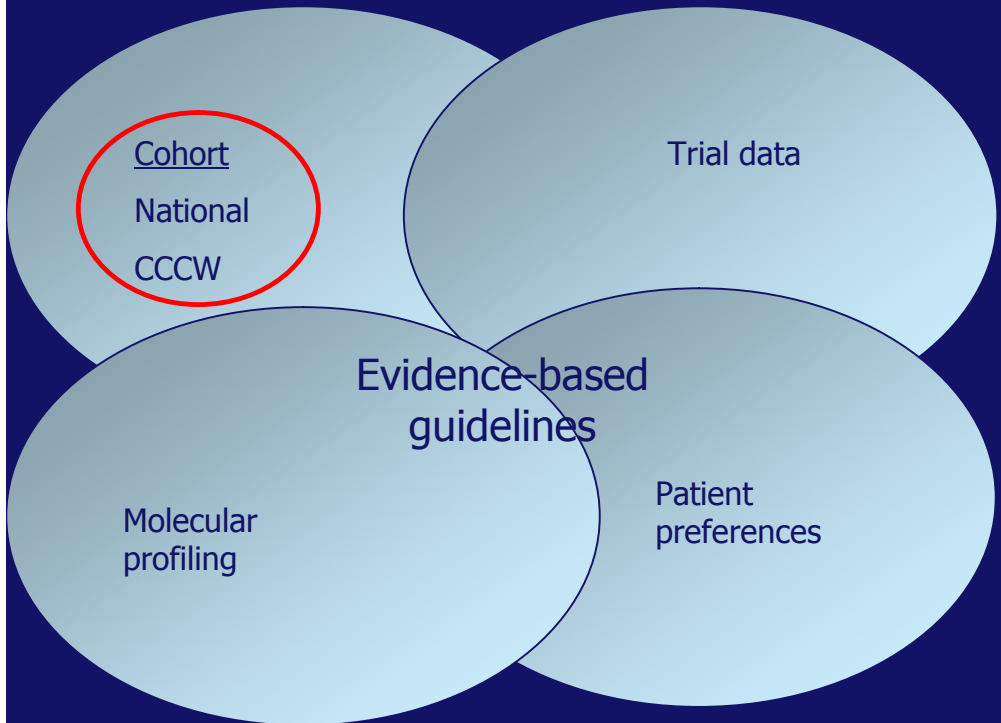 Cohort
National
CCCW
Trial data
Evidence-based
guidelines
Molecular
profiling
Patient
preferences